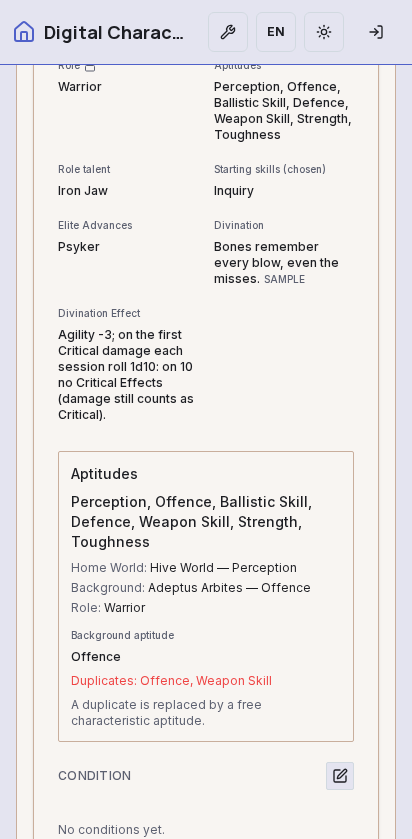 Digital Charac...
EN
Role
Aptitudes
Warrior
Perception, Offence,
Ballistic Skill, Defence,
Weapon Skill, Strength,
Toughness
Role talent
Iron Jaw
Starting skills (chosen)
Inquiry
Elite Advances
Psyker
Divination
Bones remember
every blow, even the
misses. SAMPLE
Divination Effect
Agility -3; on the first
Critical damage each
session roll 1d10: on 10
no Critical Effects
(damage still counts as
Critical).
Aptitudes
Perception, Offence, Ballistic Skill,
Defence, Weapon Skill, Strength,
Toughness
Home World: Hive World — Perception
Background: Adeptus Arbites — Offence
Role: Warrior
Background aptitude
Offence
Duplicates: Offence, Weapon Skill
A duplicate is replaced by a free
characteristic aptitude.
CONDITION
No conditions yet.